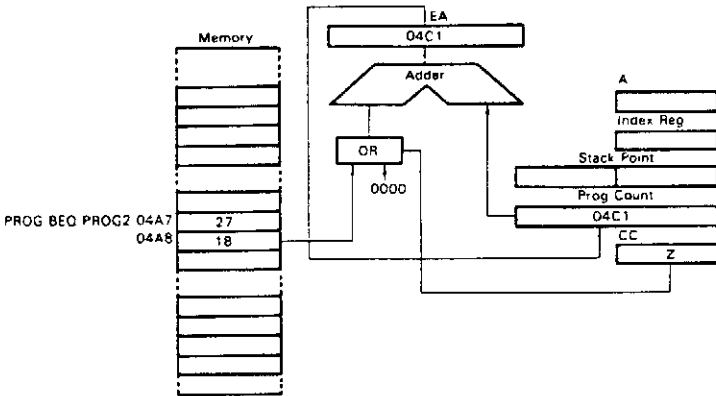 EA
04C1
Memory
Adder
A
Index Reg
OR
Stack Point
0000
Prog Count
PROG BEQ PROG2 04A7 27
04C1
04A8 18
CC
Z